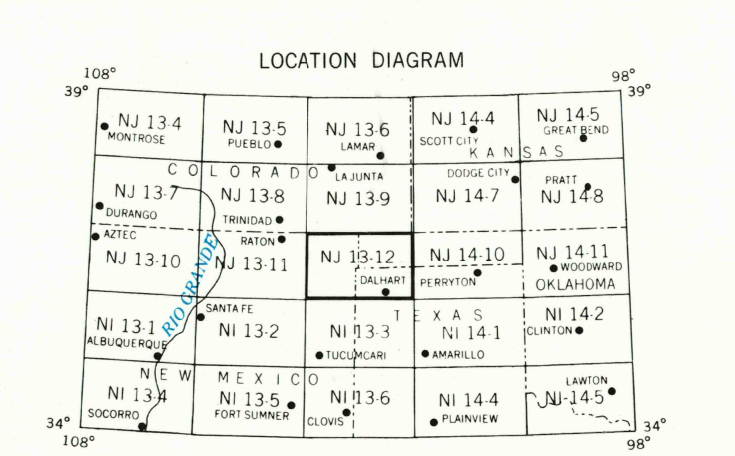 LOCATION DIAGRAM
108° 98°
39° 39°
NJ 13-4 NJ 13-5 NJ 13-6 NJ 14-4 NJ 14-5
MONTROSE PUEBLO LAMAR SCOTT CITY GREAT BEND
KANSAS
COLORADO
LA JUNTA DODGE CITY PRATT
NJ 13-7 NJ 13-8 NJ 13-9 NJ 14-7 NJ 14-8
DURANGO TRINIDAD
AZTEC RATON
NJ 13-10 NJ 13-11 NJ 13-12 NJ 14-10 NJ 14-11
DALHART PERRYTON WOODWARD
OKLAHOMA
RIO GRANDE
SANTA FE TEXAS
NI 13-1 NI 13-2 NI 13-3 NI 14-1 NI 14-2
ALBUQUERQUE TUCUMCARI AMARILLO CLINTON
NEW MEXICO
NI 13-4 NI 13-5 NI 13-6 NI 14-4 NI 14-5
SOCORRO FORT SUMNER CLOVIS PLAINVIEW LAWTON
34° 34°
108° 98°